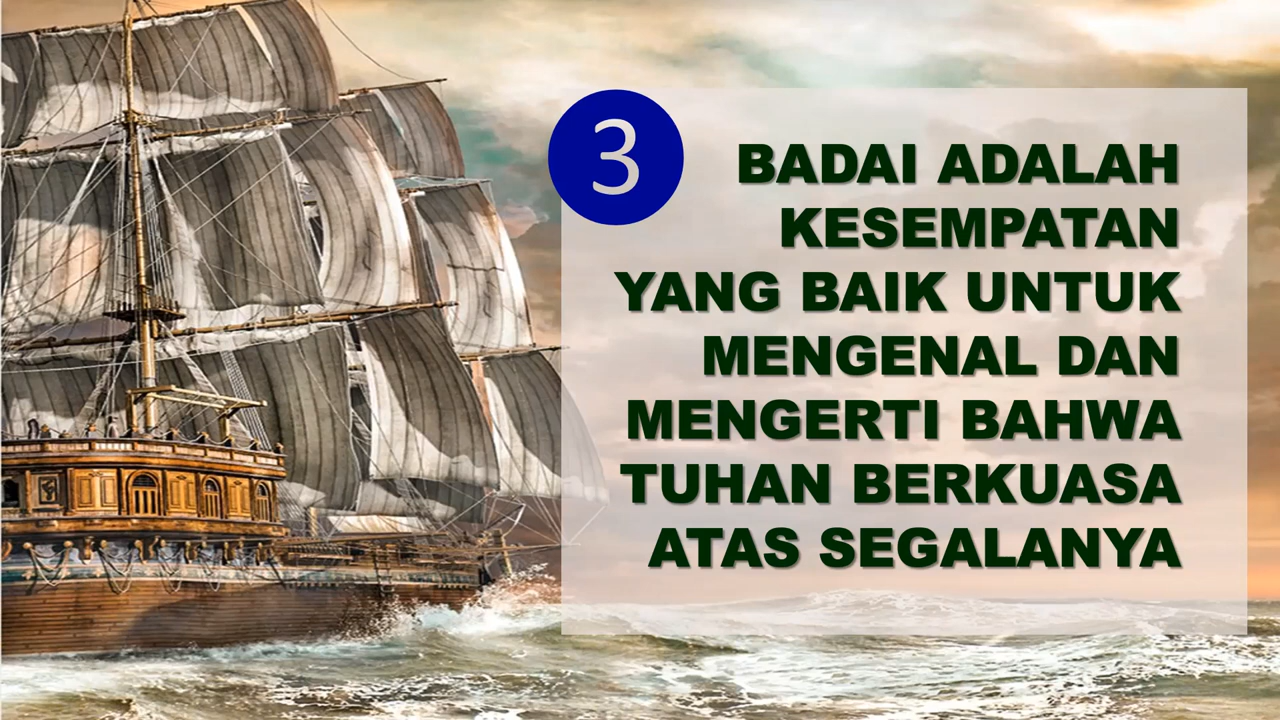 3
BADAI ADALAH
KESEMPATAN
YANG BAIK UNTUK
MENGENAL DAN
MENGERTI BAHWA
TUHAN BERKUASA
ATAS SEGALANYA